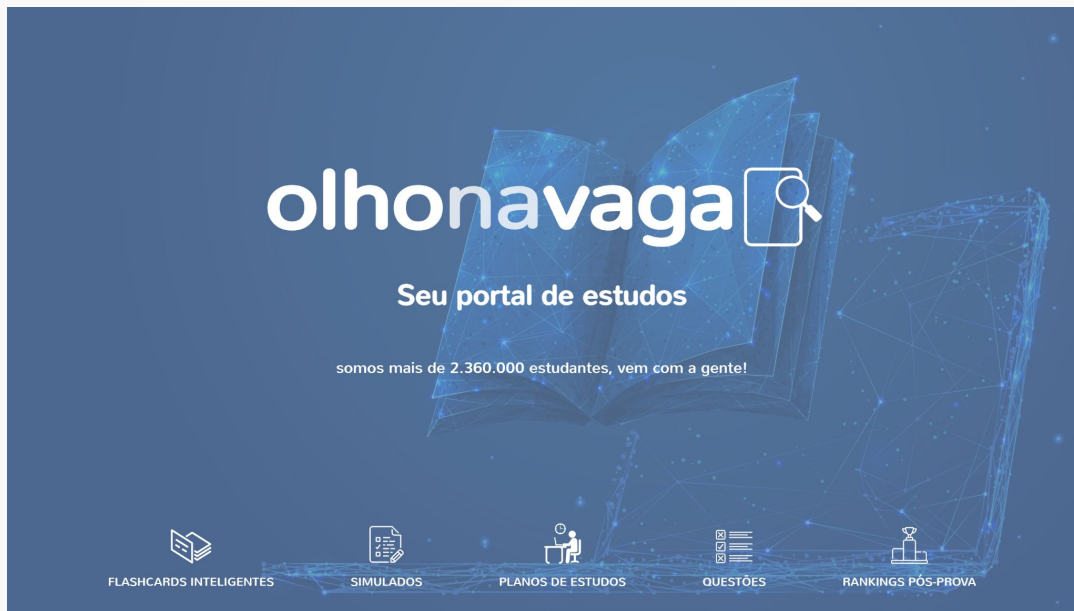 olhonavaga
Seu portal de estudos
somos mais de 2.360.000 estudantes, vem com a gente!
FLASHCARDS INTELIGENTES
SIMULADOS
PLANOS DE ESTUDOS
QUESTÕES
RANKINGS PÓS-PROVA